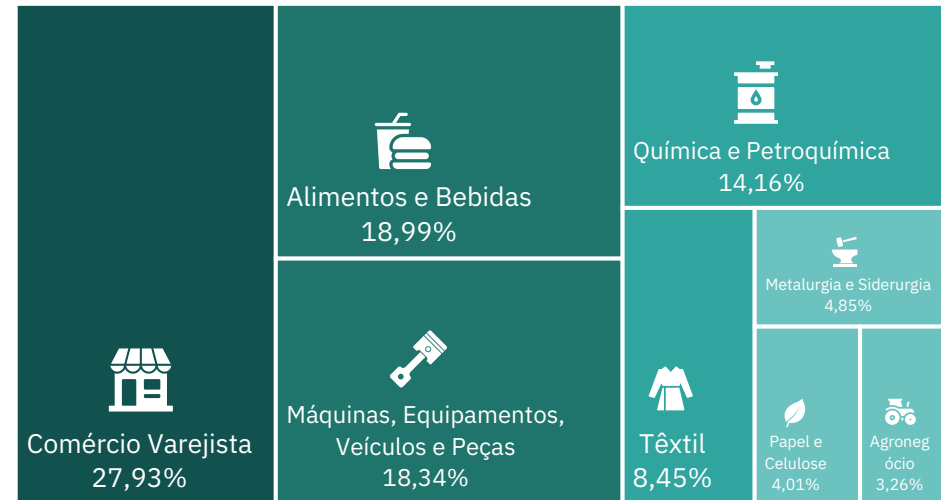 Comércio Varejista
27,93%
Alimentos e Bebidas
18,99%
Máquinas, Equipamentos,
Veículos e Peças
18,34%
Química e Petroquímica
14,16%
Têxtil
8,45%
Metalurgia e Siderurgia
4,85%
Papel e
Celulose
4,01%
Agroneg
ócio
3,26%